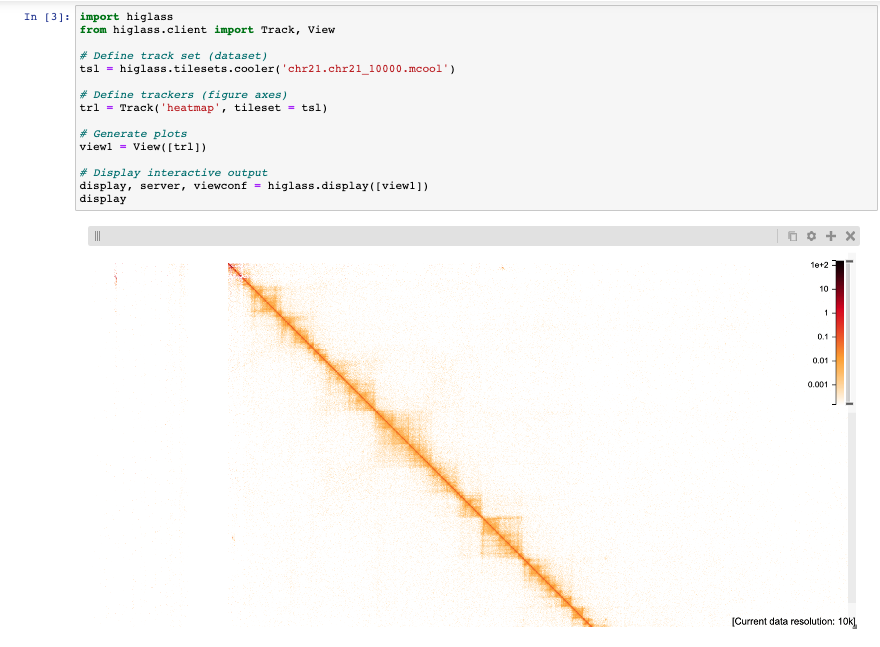 In [3]:
import higlass
from higlass.client import Track, View
# Define track set (dataset)
ts1 = higlass.tilesets.cooler('chr21.chr21_10000.mcool')
# Define trackers (figure axes)
tr1 = Track('heatmap', tileset = ts1)
# Generate plots
view1 = View([tr1])
# Display interactive output
display, server, viewconf = higlass.display([view1])
display
1e+2
10
1
0.1
0.01
0.001
[Current data resolution: 10k]